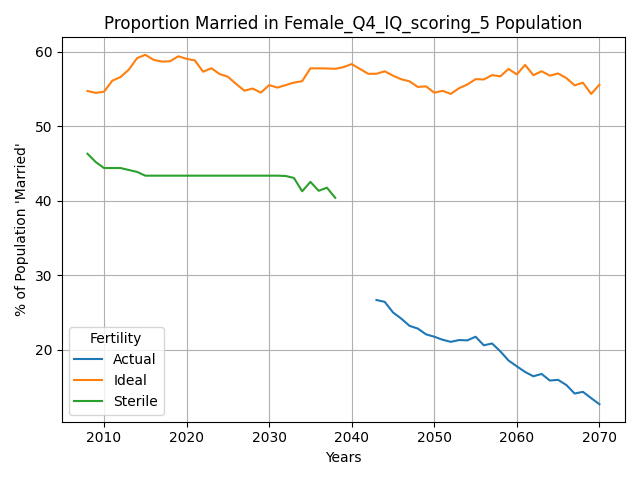 Proportion Married in Female_Q4_IQ_scoring_5 Population
% of Population 'Married'
60
50
40
30
20
Fertility
Actual
Ideal
Sterile
2010 2020 2030 2040 2050 2060 2070
Years